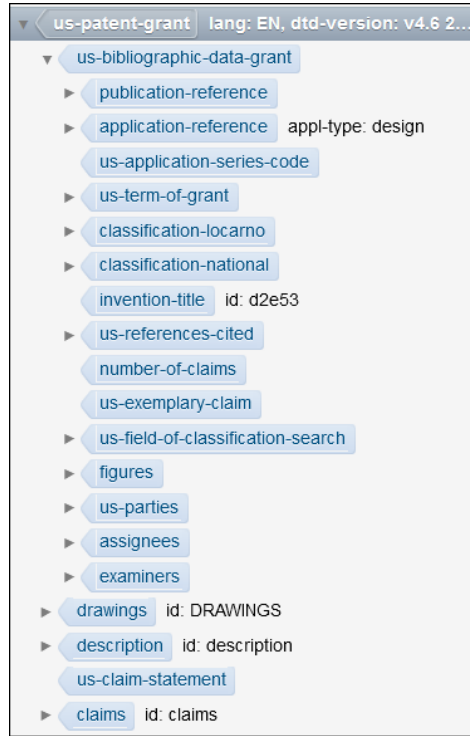 us-patent-grant lang: EN, dtd-version: v4.6 2...
us-bibliographic-data-grant
publication-reference
application-reference appl-type: design
us-application-series-code
us-term-of-grant
classification-locarno
classification-national
invention-title id: d2e53
us-references-cited
number-of-claims
us-exemplary-claim
us-field-of-classification-search
figures
us-parties
assignees
examiners
drawings id: DRAWINGS
description id: description
us-claim-statement
claims id: claims